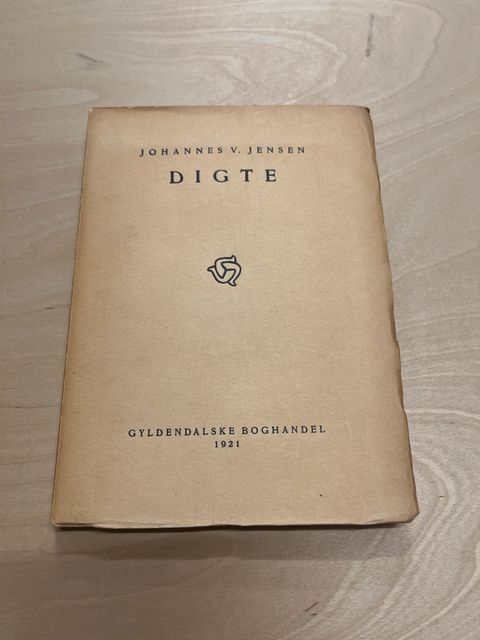 JOHANNES V. JENSEN
DIGTE
GYLDENDALSKE BOGHANDEL
1921